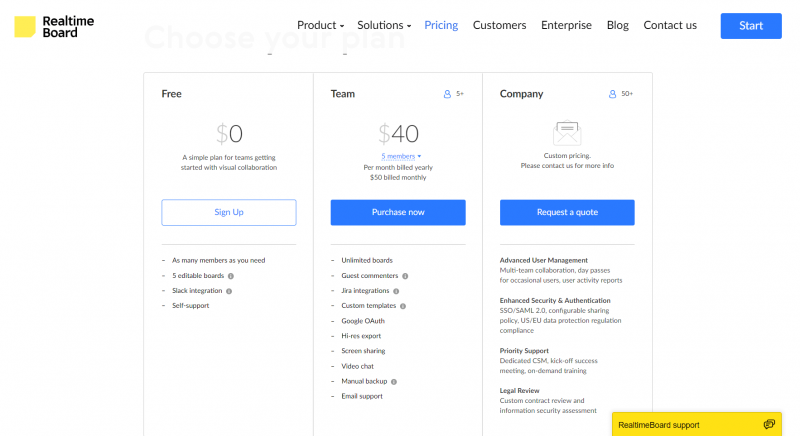 Realtime
Board
Product
Solutions
Pricing
Customers
Enterprise
Blog
Contact us
Start
Choose your plan
Free
$0
A simple plan for teams getting
started with visual collaboration
Sign Up
– As many members as you need
– 5 editable boards
– Slack integration
– Self-support
Team
5+
$40
5 members
Per month billed yearly
$50 billed monthly
Purchase now
– Unlimited boards
– Guest commenters
– Jira integrations
– Custom templates
– Google OAuth
– Hi-res export
– Screen sharing
– Video chat
– Manual backup
– Email support
Company
50+
Custom pricing.
Please contact us for more info
Request a quote
Advanced User Management
Multi-team collaboration, day passes
for occasional users, user activity reports
Enhanced Security & Authentication
SSO/SAML 2.0, configurable sharing
policy, US/EU data protection regulation
compliance
Priority Support
Dedicated CSM, kick-off success
meeting, on-demand training
Legal Review
Custom contract review and
information security assessment
RealtimeBoard support